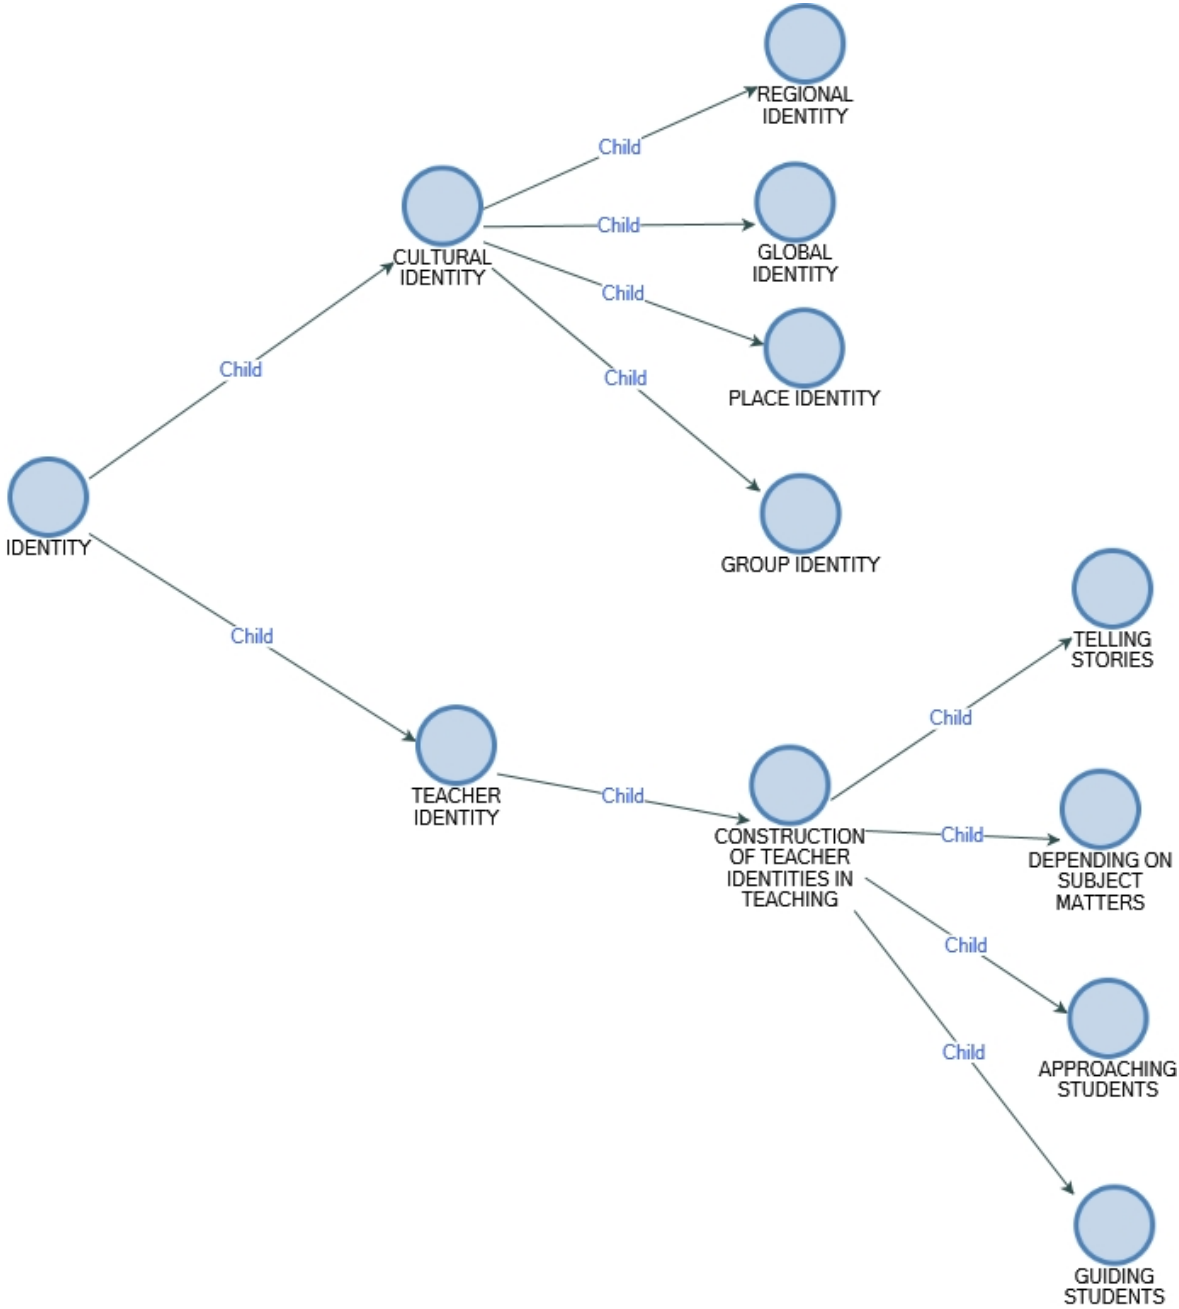 REGIONAL
IDENTITY
Child
CULTURAL
IDENTITY
Child
GLOBAL
IDENTITY
Child
PLACE IDENTITY
Child
GROUP IDENTITY
Child
IDENTITY
Child
TEACHER
IDENTITY
Child
CONSTRUCTION
OF TEACHER
IDENTITIES IN
TEACHING
Child
TELLING
STORIES
Child
DEPENDING ON
SUBJECT
MATTERS
Child
APPROACHING
STUDENTS
Child
GUIDING
STUDENTS